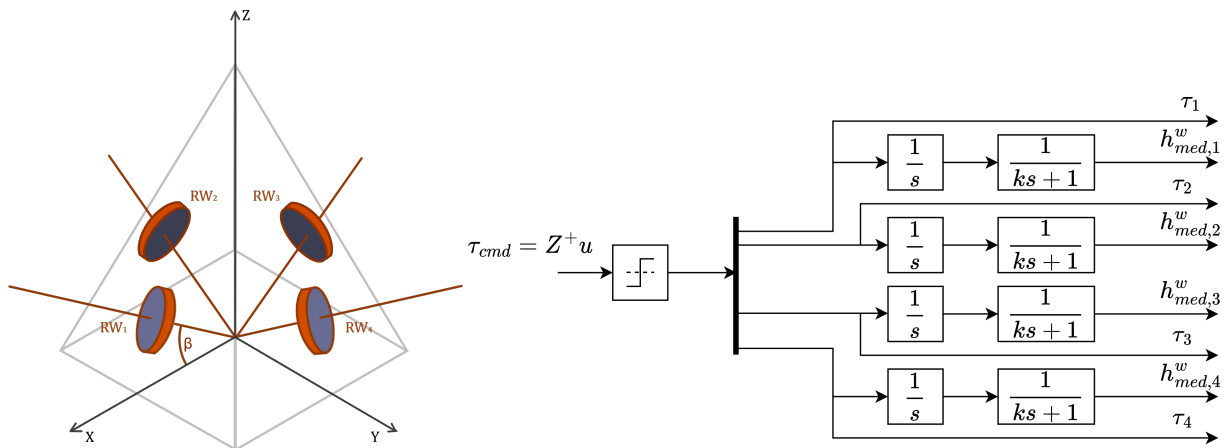 Z
RW₂
RW₃
RW₁
RW₄
β
X
Y
τ_cmd = Z⁺u
τ₁
1/s
1/(ks + 1)
h^w_med,1
τ₂
1/s
1/(ks + 1)
h^w_med,2
1/s
1/(ks + 1)
h^w_med,3
τ₃
1/s
1/(ks + 1)
h^w_med,4
τ₄